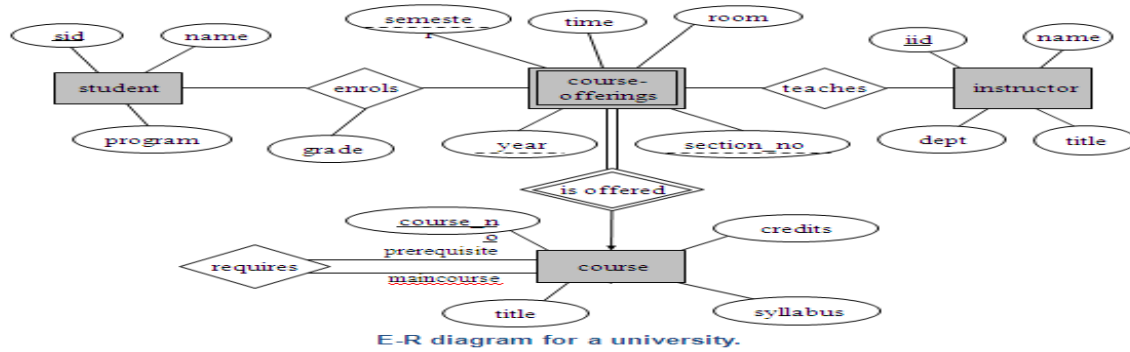 semeste
r
time
room
sid
name
iid
name
student
enrols
course-
offerings
teaches
instructor
program
grade
year
section_no
dept
title
is offered
course_n
o
credits
prerequisite
requires
course
maincourse
title
syllabus
E-R diagram for a university.